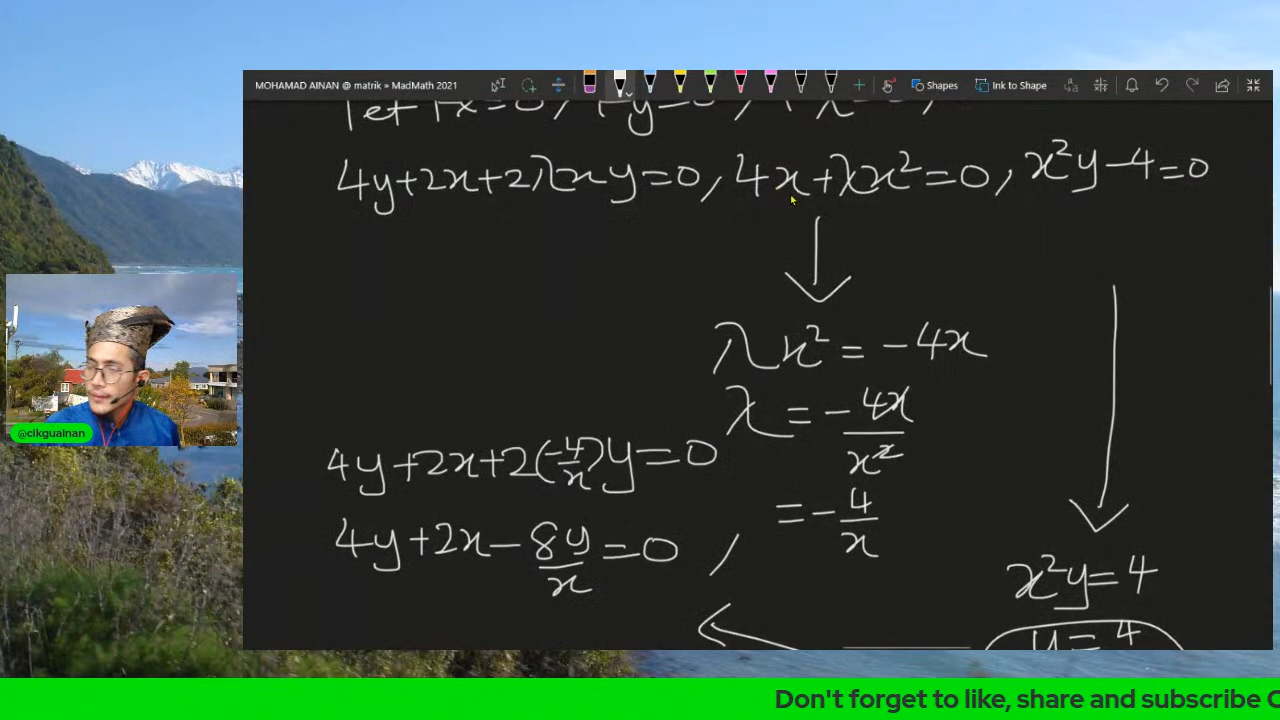 MOHAMAD AINAN @ matrik » MadMath 2021
Shapes
Ink to Shape
4y+2x+2λxy=0, 4x+λx²=0, x²y-4=0
λx² = -4x
λ = -4x/x²
4y+2x+2(-4/x)y=0
= -4/x
4y+2x-8y/x=0,
x²y=4
y = 4
@cikguainan
Don't forget to like, share and subscribe C